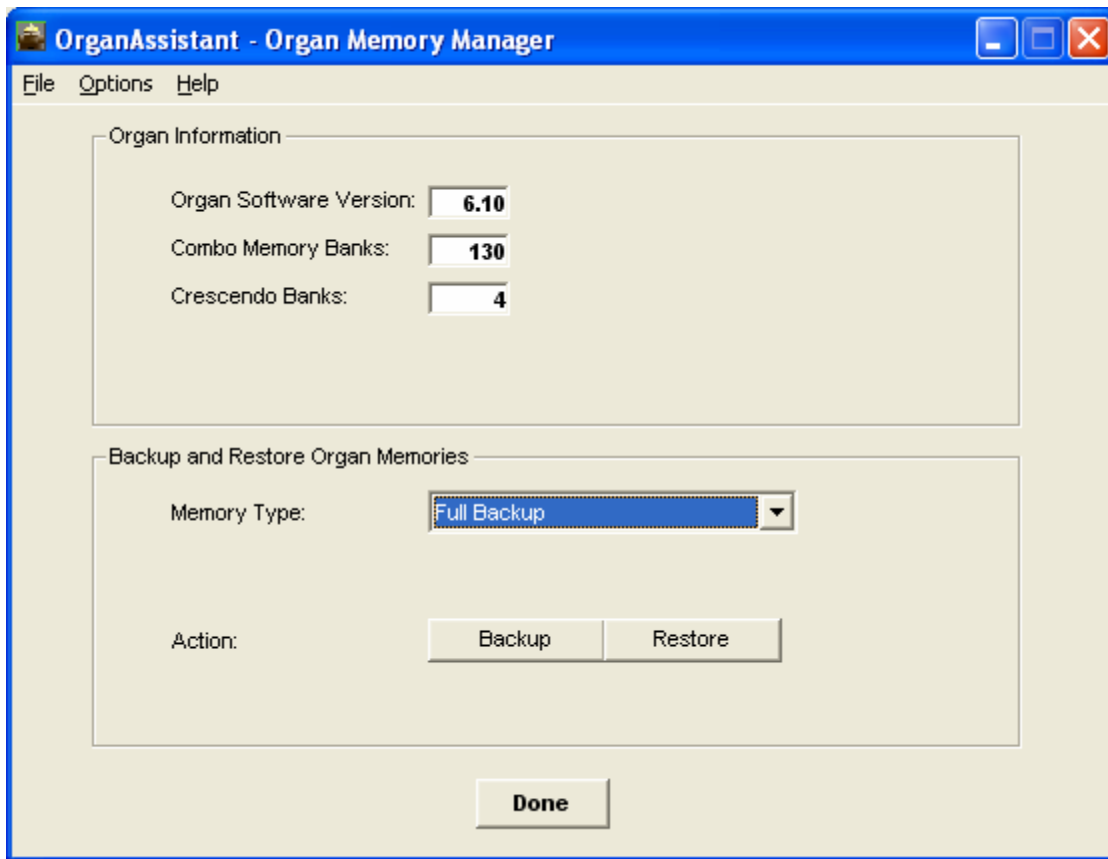 OrganAssistant - Organ Memory Manager
File Options Help
Organ Information
Organ Software Version: 6.10
Combo Memory Banks: 130
Crescendo Banks: 4
Backup and Restore Organ Memories
Memory Type: Full Backup
Action: Backup Restore
Done